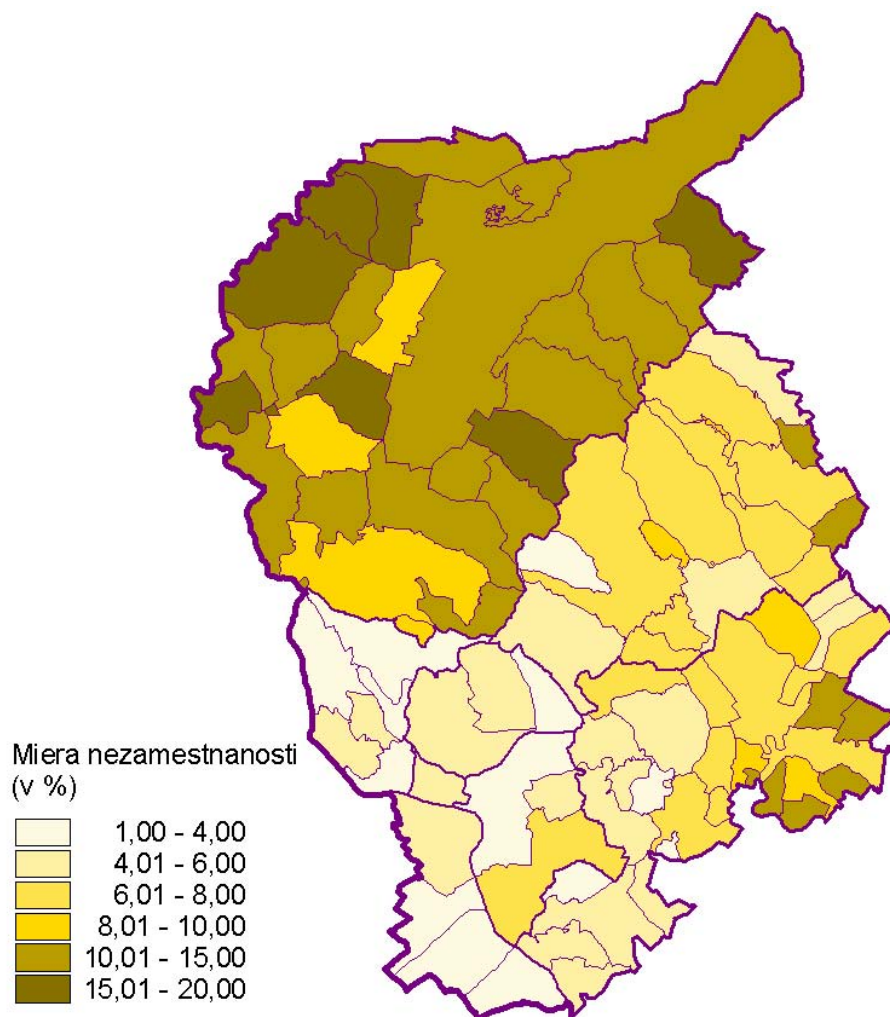 Miera nezamestnanosti
(v %)
1,00 - 4,00
4,01 - 6,00
6,01 - 8,00
8,01 - 10,00
10,01 - 15,00
15,01 - 20,00